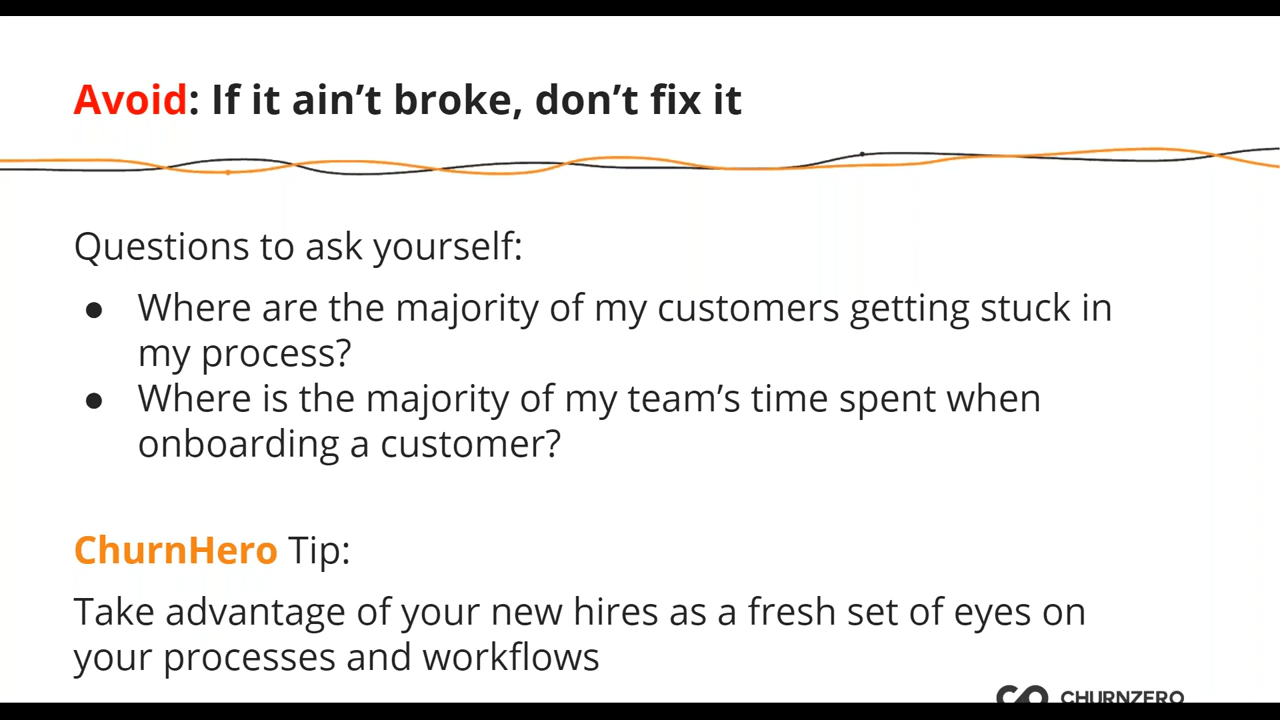 Avoid: If it ain’t broke, don’t fix it
Questions to ask yourself:
● Where are the majority of my customers getting stuck in
my process?
● Where is the majority of my team’s time spent when
onboarding a customer?
ChurnHero Tip:
Take advantage of your new hires as a fresh set of eyes on
your processes and workflows
CHURNZERO